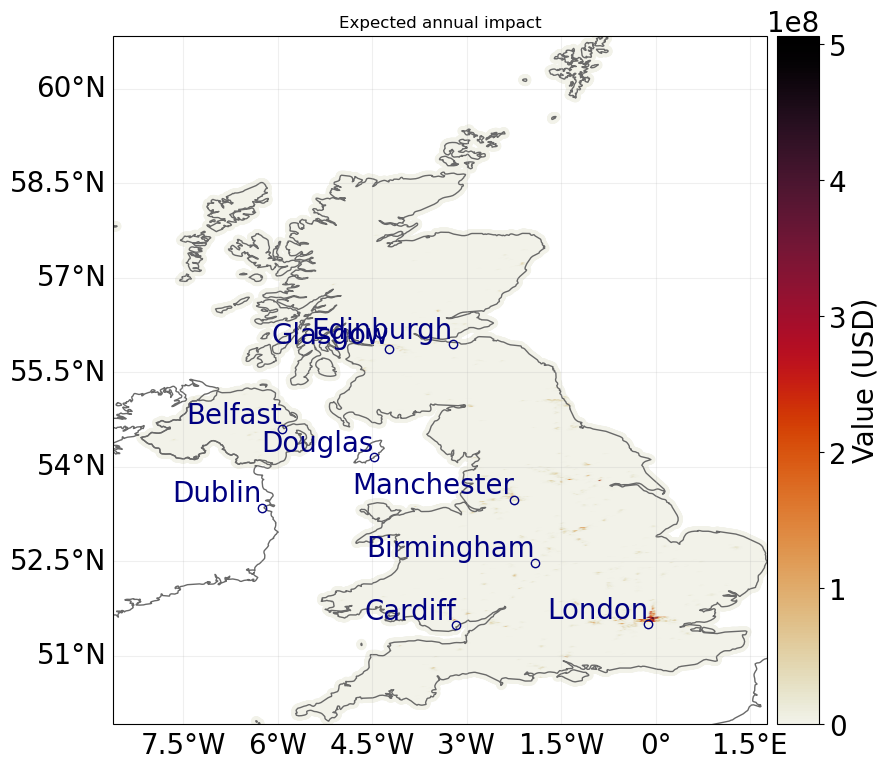 Expected annual impact
1e8
60°N
58.5°N
57°N
55.5°N
54°N
52.5°N
51°N
Edinburgh
Glasgow
Belfast
Douglas
Dublin
Manchester
Birmingham
Cardiff
London
7.5°W
6°W
4.5°W
3°W
1.5°W
0°
1.5°E
5
4
3
2
1
0
Value (USD)